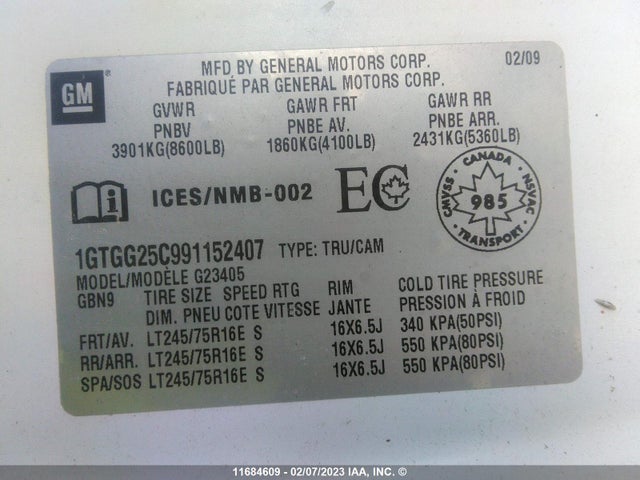 GM
MFD BY GENERAL MOTORS CORP. 02/09
FABRIQUÉ PAR GENERAL MOTORS CORP.
GVWR GAWR FRT GAWR RR
PNBV PNBE AV. PNBE ARR.
3901KG(8600LB) 1860KG(4100LB) 2431KG(5360LB)
ICES/NMB-002 EC
CANADA
CMVSS 985 NSVAC
TRANSPORT
1GTGG25C991152407 TYPE: TRU/CAM
MODEL/MODÈLE G23405
GBN9 TIRE SIZE SPEED RTG RIM COLD TIRE PRESSURE
DIM. PNEU COTE VITESSE JANTE PRESSION À FROID
FRT/AV. LT245/75R16E S 16X6.5J 340 KPA(50PSI)
RR/ARR. LT245/75R16E S 16X6.5J 550 KPA(80PSI)
SPA/SOS LT245/75R16E S 16X6.5J 550 KPA(80PSI)
11684609 - 02/07/2023 IAA, INC. ©